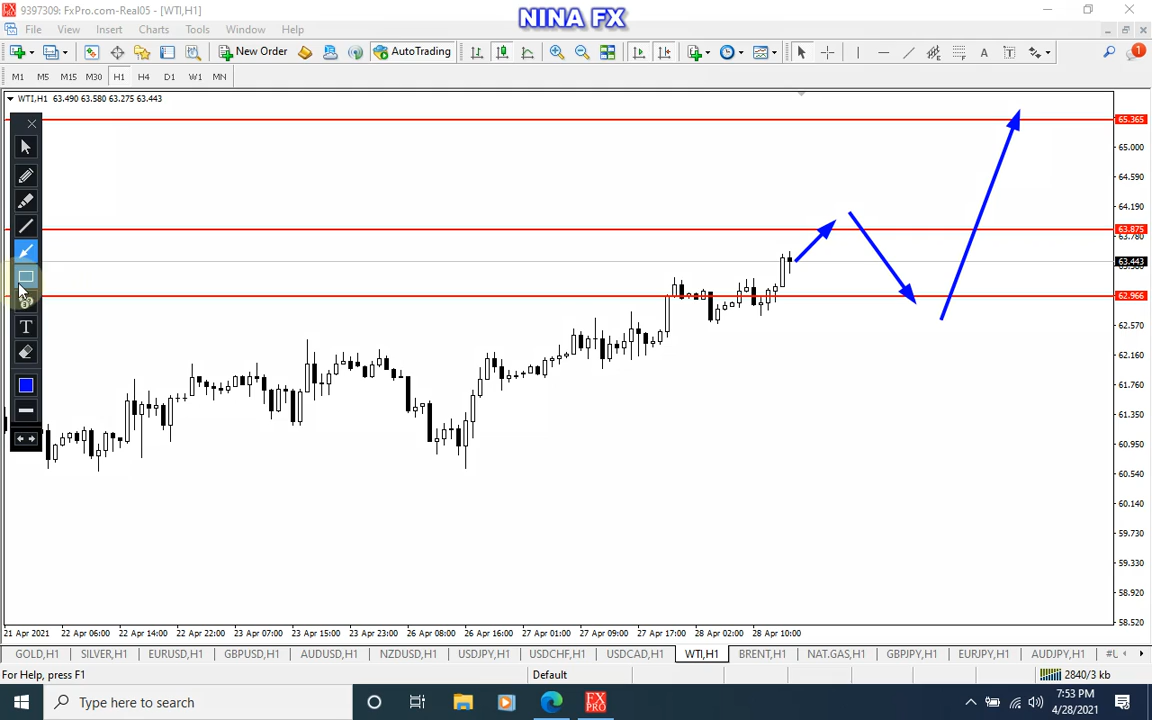 9397309: FxPro.com-Real05 - [WTI,H1]
NINA FX
File View Insert Charts Tools Window Help
New Order AutoTrading A T 1
M1 M5 M15 M30 H1 H4 D1 W1 MN
WTI,H1 63.490 63.580 63.275 63.443
65.365
65.000
64.590
64.190
63.875
63.780
63.443
62.966
62.570
62.160
61.760
61.350
60.950
60.540
60.140
59.730
59.330
58.920
58.520
T
21 Apr 2021 22 Apr 06:00 22 Apr 14:00 22 Apr 22:00 23 Apr 07:00 23 Apr 15:00 23 Apr 23:00 26 Apr 08:00 26 Apr 16:00 27 Apr 01:00 27 Apr 09:00 27 Apr 17:00 28 Apr 02:00 28 Apr 10:00
GOLD,H1 SILVER,H1 EURUSD,H1 GBPUSD,H1 AUDUSD,H1 NZDUSD,H1 USDJPY,H1 USDCHF,H1 USDCAD,H1 WTI,H1 BRENT,H1 NAT.GAS,H1 GBPJPY,H1 EURJPY,H1 AUDJPY,H1 #U
For Help, press F1 Default 2840/3 kb
Type here to search FX PRO 7:53 PM
4/28/2021